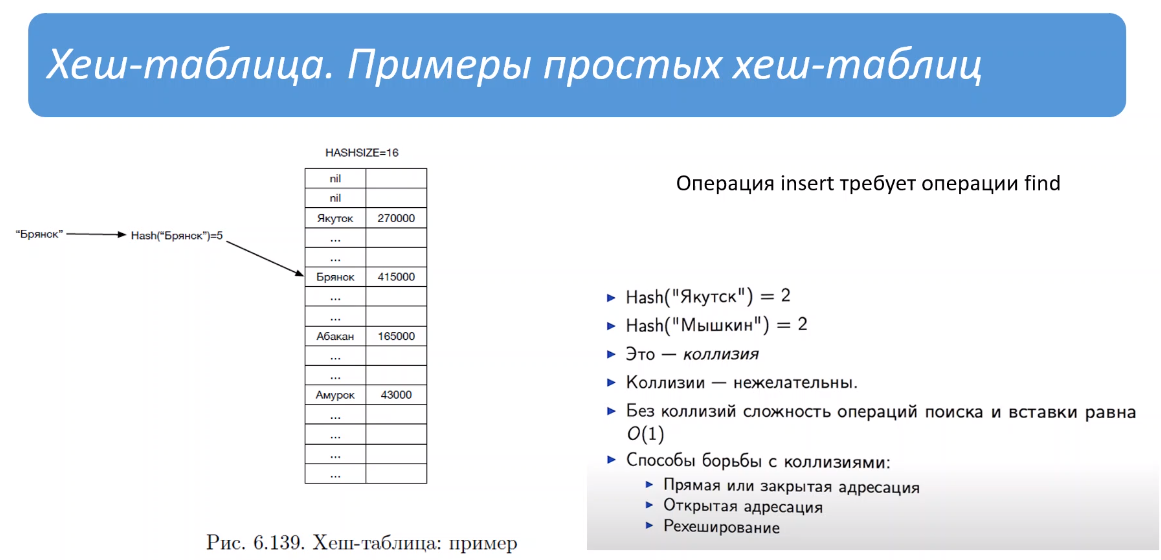 Хеш-таблица. Примеры простых хеш-таблиц
HASHSIZE=16
nil
nil
Якуток 270000
...
...
"Брянск" Hash("Брянск")=5
Брянск 415000
...
...
Абакан 165000
...
...
Амурок 43000
...
...
...
...
Рис. 6.139. Хеш-таблица: пример
Операция insert требует операции find
Hash("Якутск") = 2
Hash("Мышкин") = 2
Это — коллизия
Коллизии — нежелательны.
Без коллизий сложность операций поиска и вставки равна
O(1)
Способы борьбы с коллизиями:
Прямая или закрытая адресация
Открытая адресация
Рехеширование